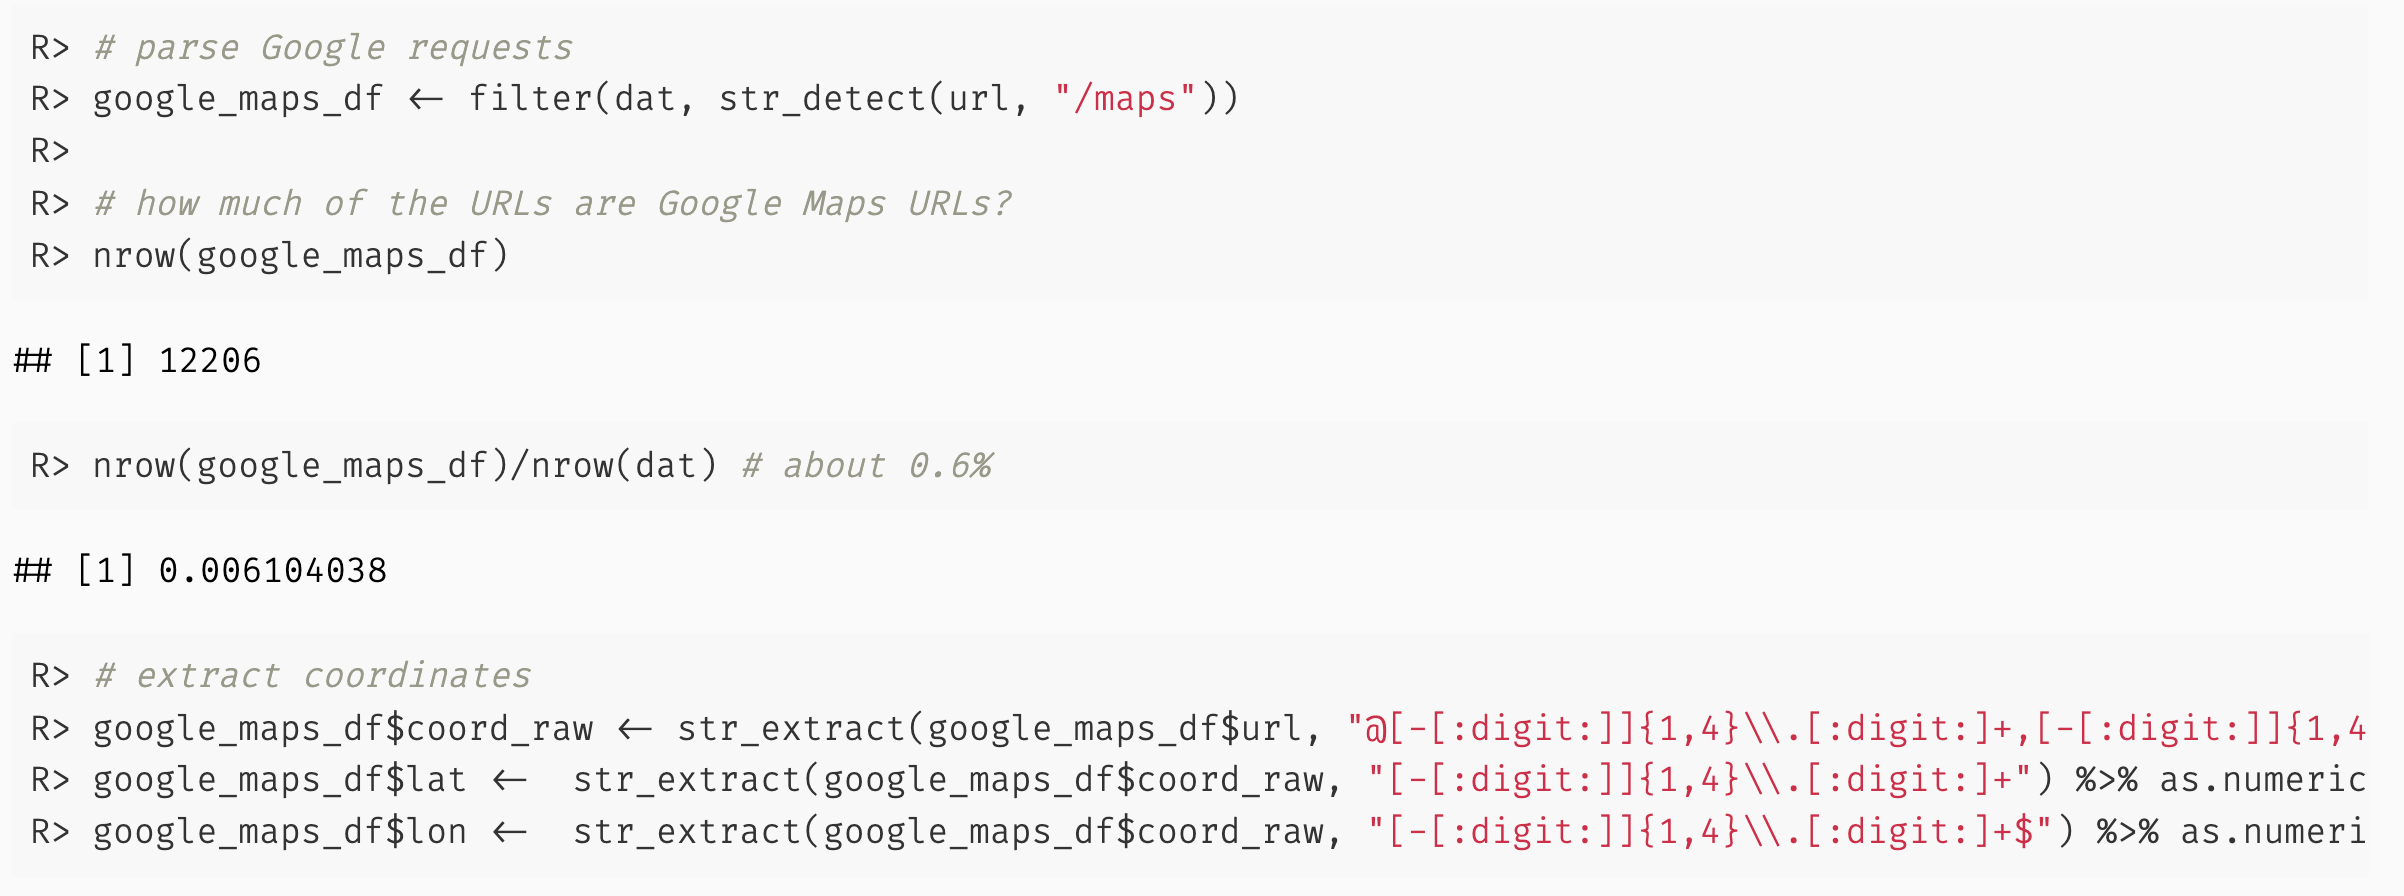 R> # parse Google requests
R> google_maps_df <- filter(dat, str_detect(url, "/maps"))
R>
R> # how much of the URLs are Google Maps URLs?
R> nrow(google_maps_df)
## [1] 12206
R> nrow(google_maps_df)/nrow(dat) # about 0.6%
## [1] 0.006104038
R> # extract coordinates
R> google_maps_df$coord_raw <- str_extract(google_maps_df$url, "@[-[:digit:]]{1,4}\\.[:digit:]+,[-[:digit:]]{1,4
R> google_maps_df$lat <-  str_extract(google_maps_df$coord_raw, "[-[:digit:]]{1,4}\\.[:digit:]+") %>% as.numeric
R> google_maps_df$lon <-  str_extract(google_maps_df$coord_raw, "[-[:digit:]]{1,4}\\.[:digit:]+$") %>% as.numeri